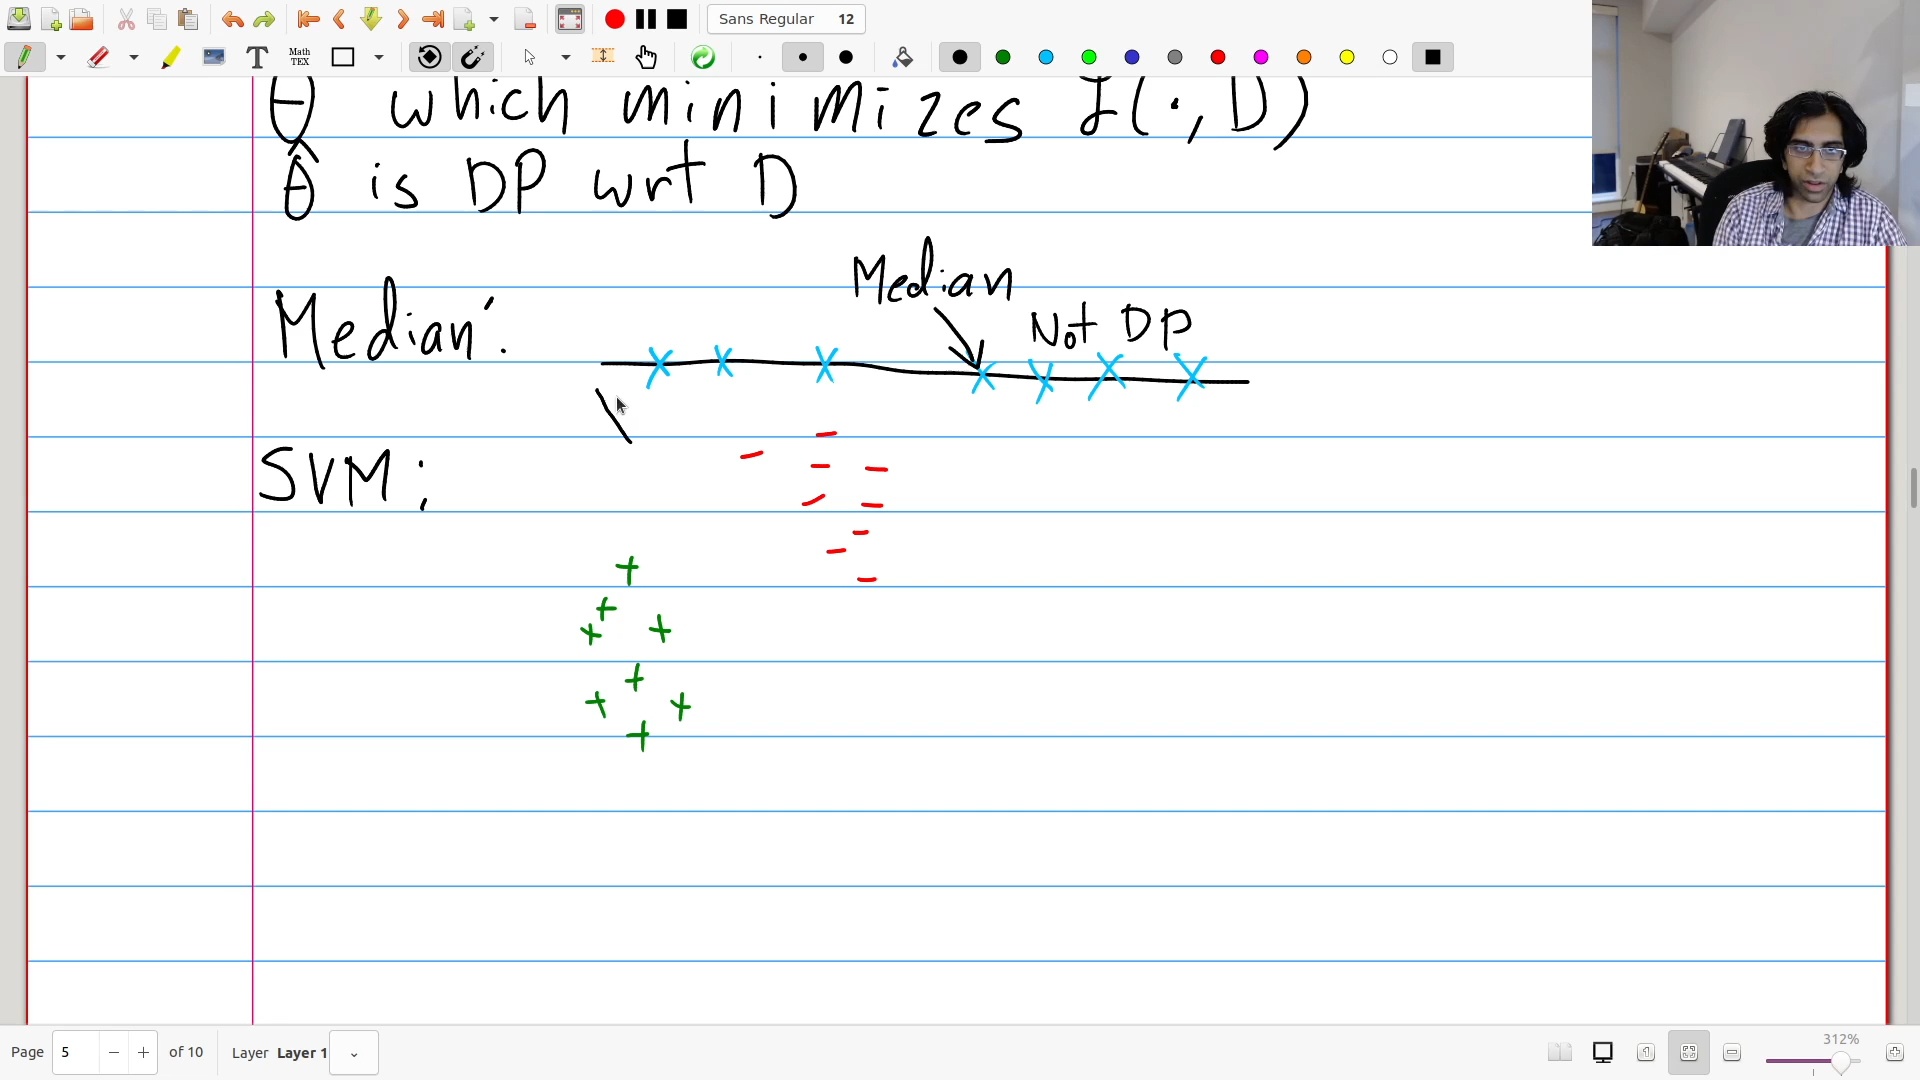 Sans Regular 12
Math
TEX
θ which minimizes L(·, D)
θ̂ is DP wrt D
Median
Not DP
Median:
SVM:
Page 5 of 10 Layer Layer 1
312%